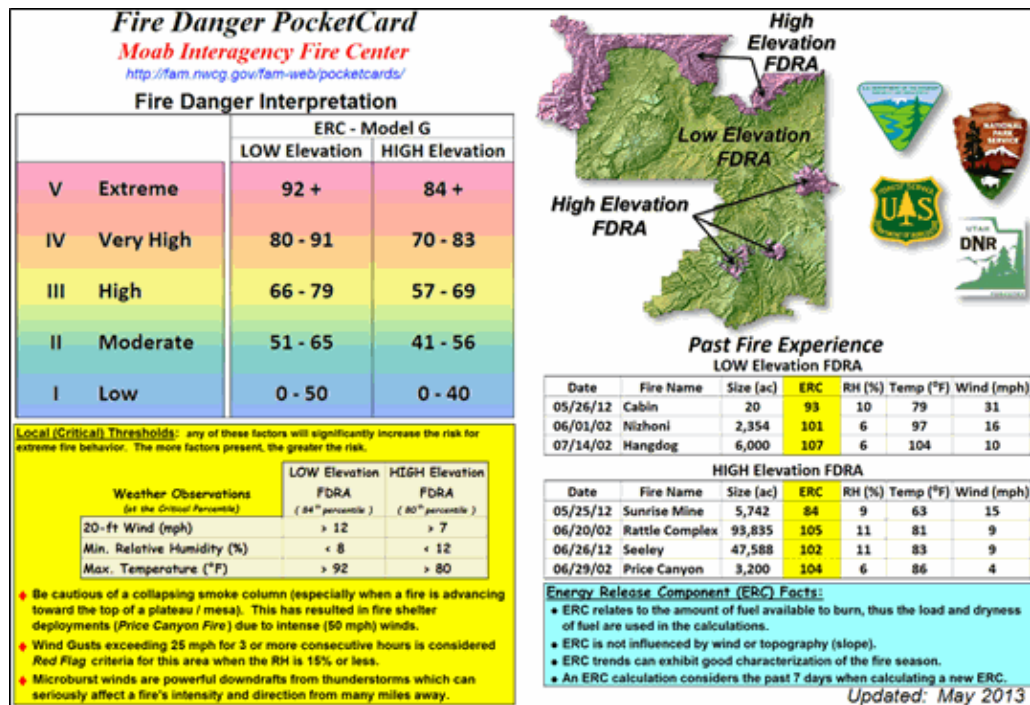 Fire Danger PocketCard
Moab Interagency Fire Center
http://fam.nwcg.gov/fam-web/pocketcards/
Fire Danger Interpretation
ERC - Model G
LOW Elevation HIGH Elevation
V Extreme 92 + 84 +
IV Very High 80 - 91 70 - 83
III High 66 - 79 57 - 69
II Moderate 51 - 65 41 - 56
I Low 0 - 50 0 - 40
Local (Critical) Thresholds: any of these factors will significantly increase the risk for
extreme fire behavior. The more factors present, the greater the risk.
LOW Elevation HIGH Elevation
Weather Observations FDRA FDRA
(at the Critical Percentile) ( 84th percentile ) ( 80th percentile )
20-ft Wind (mph) > 12 > 7
Min. Relative Humidity (%) < 8 < 12
Max. Temperature (°F) > 92 > 80
♦ Be cautious of a collapsing smoke column (especially when a fire is advancing
toward the top of a plateau / mesa). This has resulted in fire shelter
deployments (Price Canyon Fire) due to intense (50 mph) winds.
♦ Wind Gusts exceeding 25 mph for 3 or more consecutive hours is considered
Red Flag criteria for this area when the RH is 15% or less.
♦ Microburst winds are powerful downdrafts from thunderstorms which can
seriously affect a fire's intensity and direction from many miles away.
High
Elevation
FDRA
Low Elevation
FDRA
High Elevation
FDRA
NATIONAL
PARK
SERVICE
FOREST SERVICE
U S
DEPARTMENT OF AGRICULTURE
UTAH
DNR
Past Fire Experience
LOW Elevation FDRA
Date Fire Name Size (ac) ERC RH (%) Temp (°F) Wind (mph)
05/26/12 Cabin 20 93 10 79 31
06/01/02 Nizhoni 2,354 101 6 97 16
07/14/02 Hangdog 6,000 107 6 104 10
HIGH Elevation FDRA
Date Fire Name Size (ac) ERC RH (%) Temp (°F) Wind (mph)
05/25/12 Sunrise Mine 5,742 84 9 63 15
06/20/02 Rattle Complex 93,835 105 11 81 9
06/26/12 Seeley 47,588 102 11 83 9
06/29/02 Price Canyon 3,200 104 6 86 4
Energy Release Component (ERC) Facts:
• ERC relates to the amount of fuel available to burn, thus the load and dryness
of fuel are used in the calculations.
• ERC is not influenced by wind or topography (slope).
• ERC trends can exhibit good characterization of the fire season.
• An ERC calculation considers the past 7 days when calculating a new ERC.
Updated: May 2013